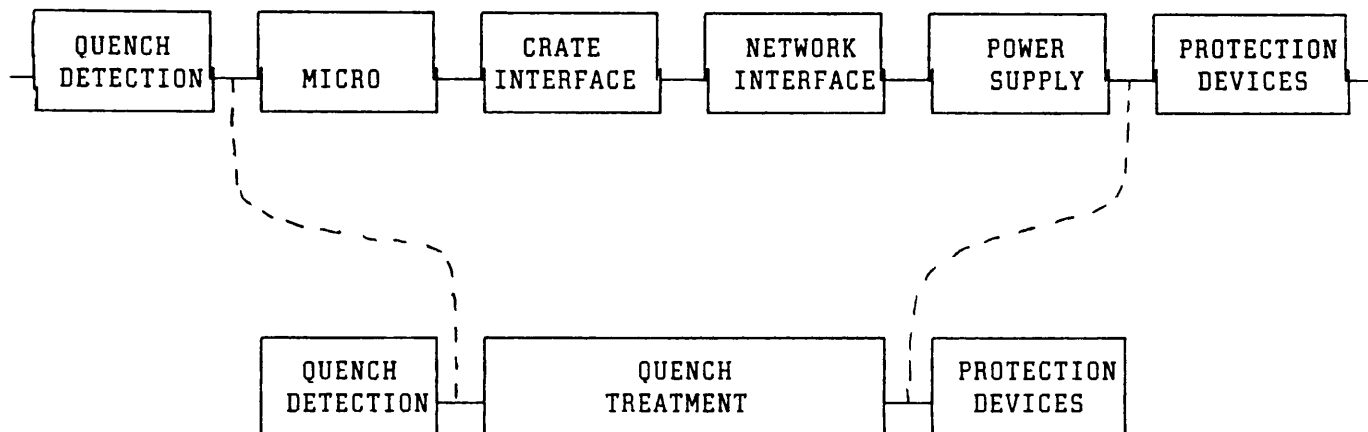 QUENCH
DETECTION
MICRO
CRATE
INTERFACE
NETWORK
INTERFACE
POWER
SUPPLY
PROTECTION
DEVICES
QUENCH
DETECTION
QUENCH
TREATMENT
PROTECTION
DEVICES